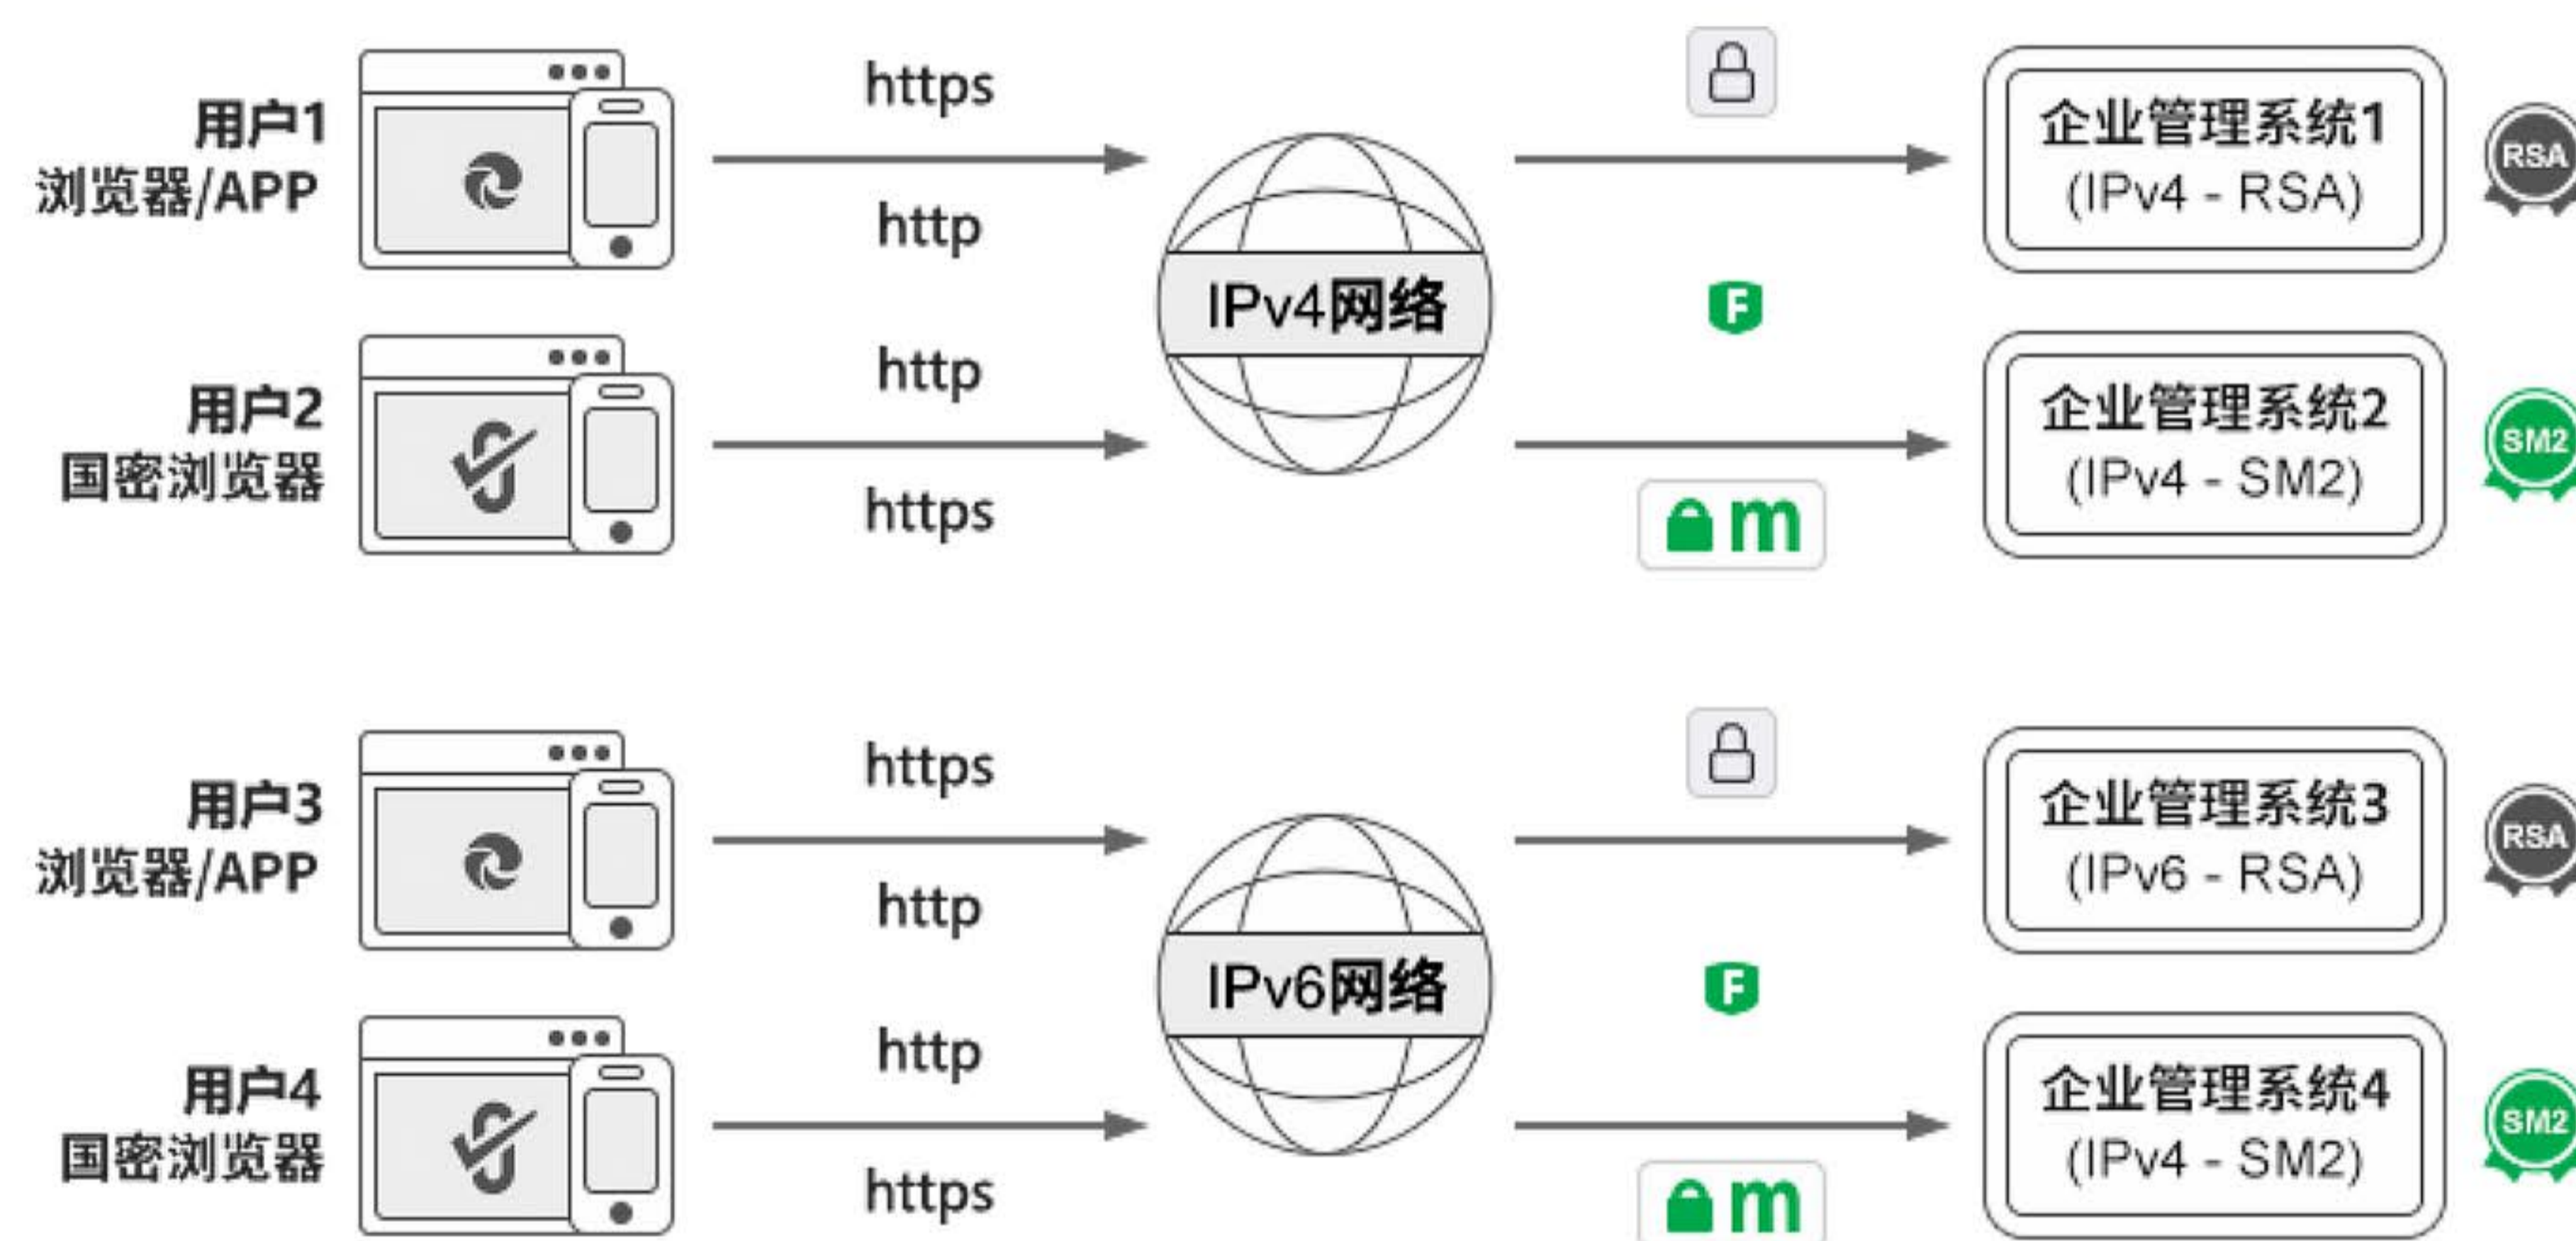 用户1
浏览器/APP
https
http
企业管理系统1
(IPv4 - RSA)
RSA
IPv4网络
F
用户2
国密浏览器
http
https
m
企业管理系统2
(IPv4 - SM2)
SM2
用户3
浏览器/APP
https
http
企业管理系统3
(IPv6 - RSA)
RSA
IPv6网络
F
用户4
国密浏览器
http
https
m
企业管理系统4
(IPv4 - SM2)
SM2